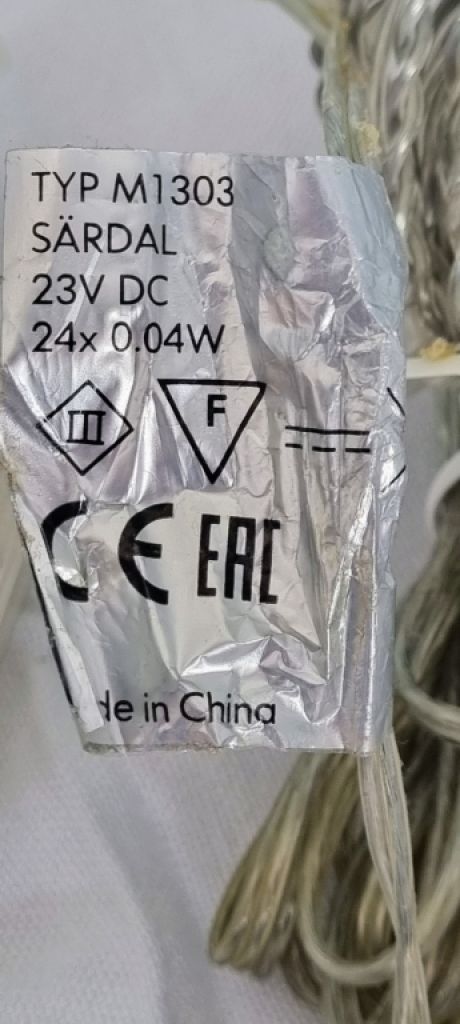 TYP M1303
SÄRDAL
23V DC
24x 0.04W
III F
CE EAC
de in China